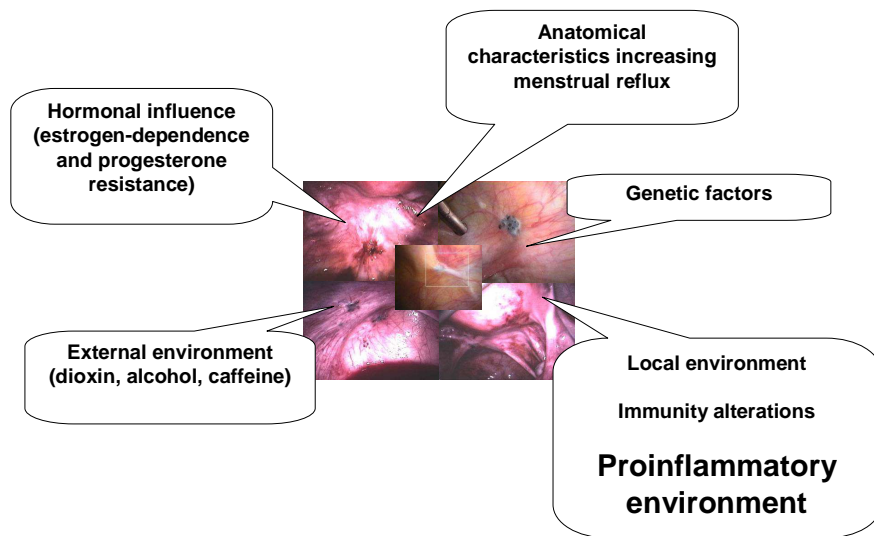 Anatomical
characteristics increasing
menstrual reflux
Hormonal influence
(estrogen-dependence
and progesterone
resistance)
Genetic factors
External environment
(dioxin, alcohol, caffeine)
Local environment
Immunity alterations
Proinflammatory
environment